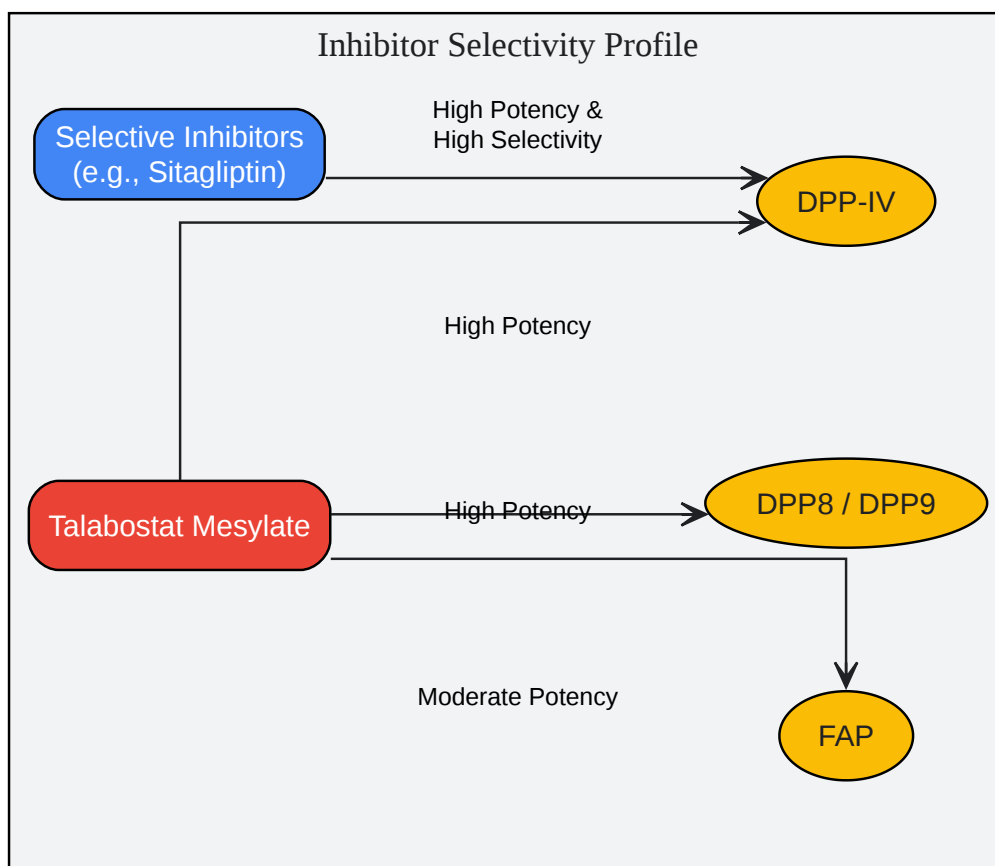 Inhibitor Selectivity Profile
High Potency &
High Selectivity
Selective Inhibitors
(e.g., Sitagliptin)
DPP-IV
High Potency
Talabostat Mesylate
High Potency
DPP8 / DPP9
Moderate Potency
FAP